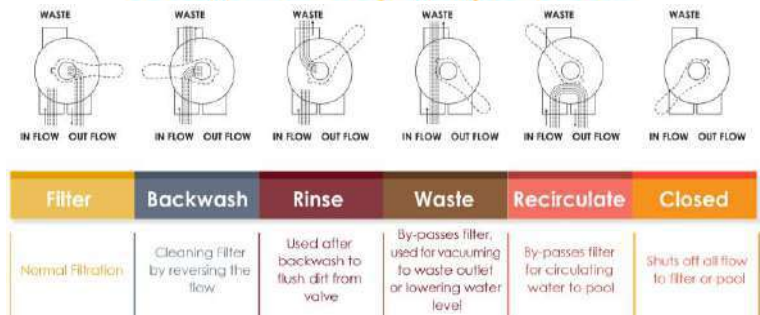 WASTE WASTE WASTE WASTE WASTE WASTE
IN FLOW OUT FLOW IN FLOW OUT FLOW IN FLOW OUT FLOW IN FLOW OUT FLOW IN FLOW OUT FLOW IN FLOW OUT FLOW
Filter
Normal Filtration
Backwash
Cleaning Filter
by reversing the
flow.
Rinse
Used after
backwash to
flush dirt from
valve
Waste
By-passes filter,
used for vacuuming
to waste outlet
or lowering water
level
Recirculate
By-passes filter
for circulating
water to pool
Closed
Shuts off all flow
to filter or pool